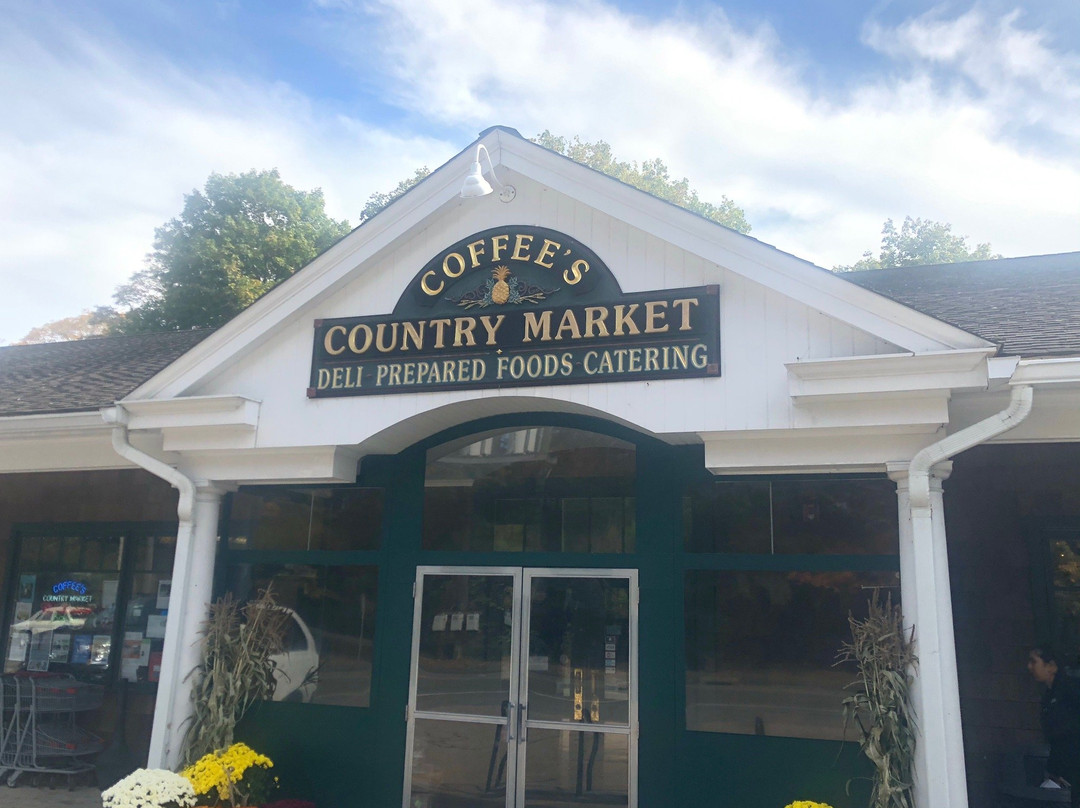 COFFEE'S
COUNTRY MARKET
DELI - PREPARED FOODS - CATERING
COFFEE'S
COUNTRY MARKET